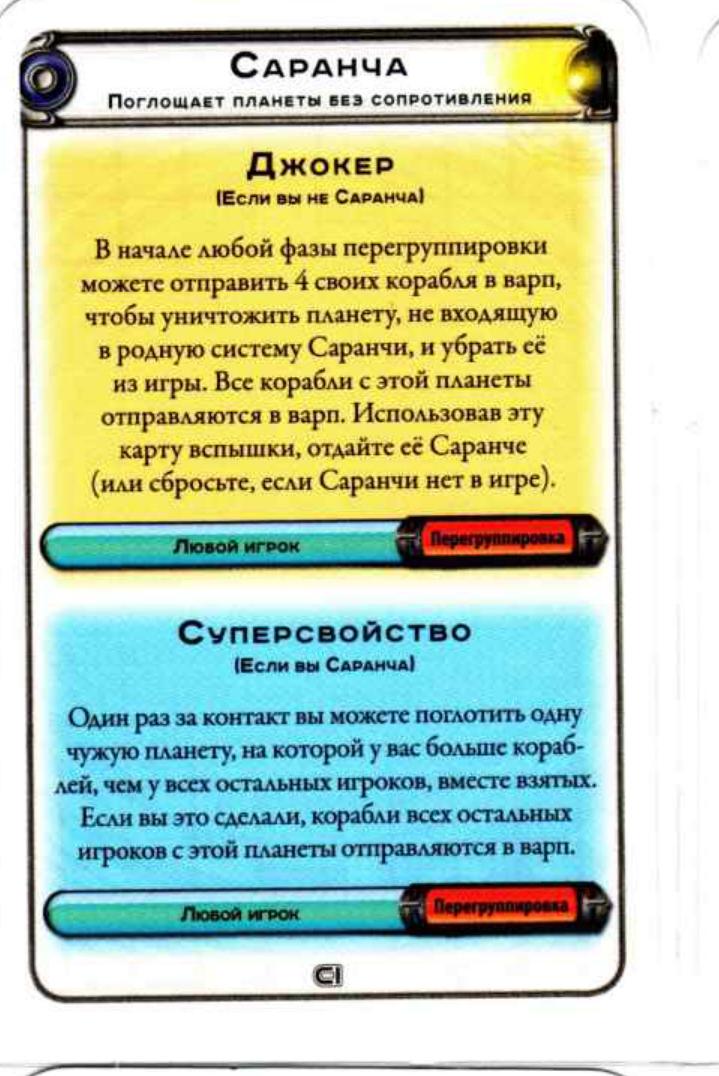 Саранча
Поглощает планеты без сопротивления
Джокер
(Если вы не Саранча)
В начале любой фазы перегруппировки
можете отправить 4 своих корабля в варп,
чтобы уничтожить планету, не входящую
в родную систему Саранчи, и убрать её
из игры. Все корабли с этой планеты
отправляются в варп. Использовав эту
карту вспышки, отдайте её Саранче
(или сбросьте, если Саранчи нет в игре).
Любой игрок Перегруппировка
Суперсвойство
(Если вы Саранча)
Один раз за контакт вы можете поглотить одну
чужую планету, на которой у вас больше кораб-
лей, чем у всех остальных игроков, вместе взятых.
Если вы это сделали, корабли всех остальных
игроков с этой планеты отправляются в варп.
Любой игрок Перегруппировка
CI